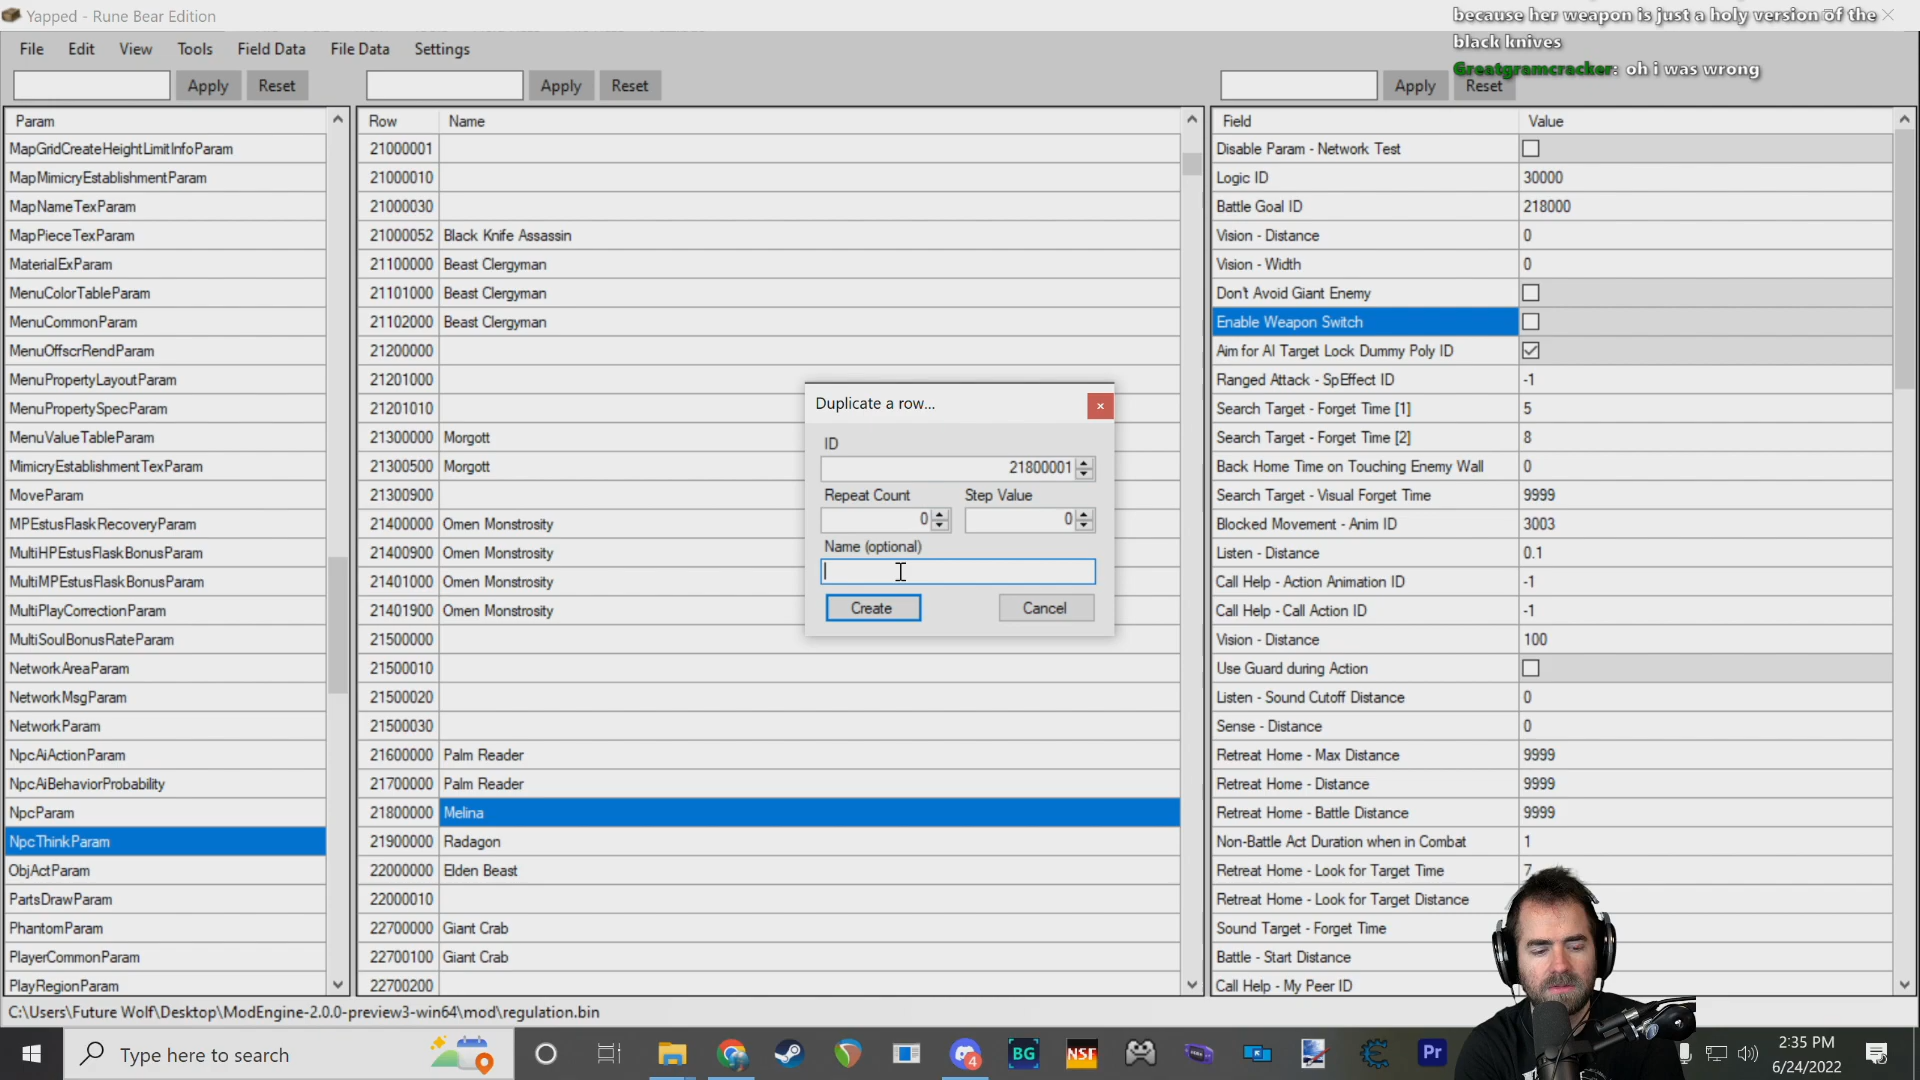 Yapped - Rune Bear Edition
because her weapon is just a holy version of the
black knives
Greatgramcracker: oh i was wrong
File Edit View Tools Field Data File Data Settings
Apply Reset Apply Reset Apply Reset
Param Row Name Field Value
MapGridCreateHeightLimitInfoParam 21000001 Disable Param - Network Test
MapMimicryEstablishmentParam 21000010 Logic ID 30000
MapNameTexParam 21000030 Battle Goal ID 218000
MapPieceTexParam 21000052 Black Knife Assassin Vision - Distance 0
MaterialExParam 21100000 Beast Clergyman Vision - Width 0
MenuColorTableParam 21101000 Beast Clergyman Don't Avoid Giant Enemy
MenuCommonParam 21102000 Beast Clergyman Enable Weapon Switch
MenuOffscrRendParam 21200000 Aim for AI Target Lock Dummy Poly ID
MenuPropertyLayoutParam 21201000 Ranged Attack - SpEffect ID -1
MenuPropertySpecParam 21201010 Search Target - Forget Time [1] 5
MenuValueTableParam 21300000 Morgott Search Target - Forget Time [2] 8
MimicryEstablishmentTexParam 21300500 Morgott Back Home Time on Touching Enemy Wall 0
MoveParam 21300900 Search Target - Visual Forget Time 9999
MPEstusFlaskRecoveryParam 21400000 Omen Monstrosity Blocked Movement - Anim ID 3003
MultiHPEstusFlaskBonusParam 21400900 Omen Monstrosity Listen - Distance 0.1
MultiMPEstusFlaskBonusParam 21401000 Omen Monstrosity Call Help - Action Animation ID -1
MultiPlayCorrectionParam 21401900 Omen Monstrosity Call Help - Call Action ID -1
MultiSoulBonusRateParam 21500000 Vision - Distance 100
NetworkAreaParam 21500010 Use Guard during Action
NetworkMsgParam 21500020 Listen - Sound Cutoff Distance 0
NetworkParam 21500030 Sense - Distance 0
NpcAiActionParam 21600000 Palm Reader Retreat Home - Max Distance 9999
NpcAiBehaviorProbability 21700000 Palm Reader Retreat Home - Distance 9999
NpcParam 21800000 Melina Retreat Home - Battle Distance 9999
NpcThinkParam 21900000 Radagon Non-Battle Act Duration when in Combat 1
ObjActParam 22000000 Elden Beast Retreat Home - Look for Target Time 7
PartsDrawParam 22000010 Retreat Home - Look for Target Distance
PhantomParam 22700000 Giant Crab Sound Target - Forget Time
PlayerCommonParam 22700100 Giant Crab Battle - Start Distance
PlayRegionParam 22700200 Call Help - My Peer ID
Duplicate a row...
ID
21800001
Repeat Count Step Value
0 0
Name (optional)
Create Cancel
C:\Users\Future Wolf\Desktop\ModEngine-2.0.0-preview3-win64\mod\regulation.bin
Type here to search
4
BG
NSF
Pr
2:35 PM
6/24/2022